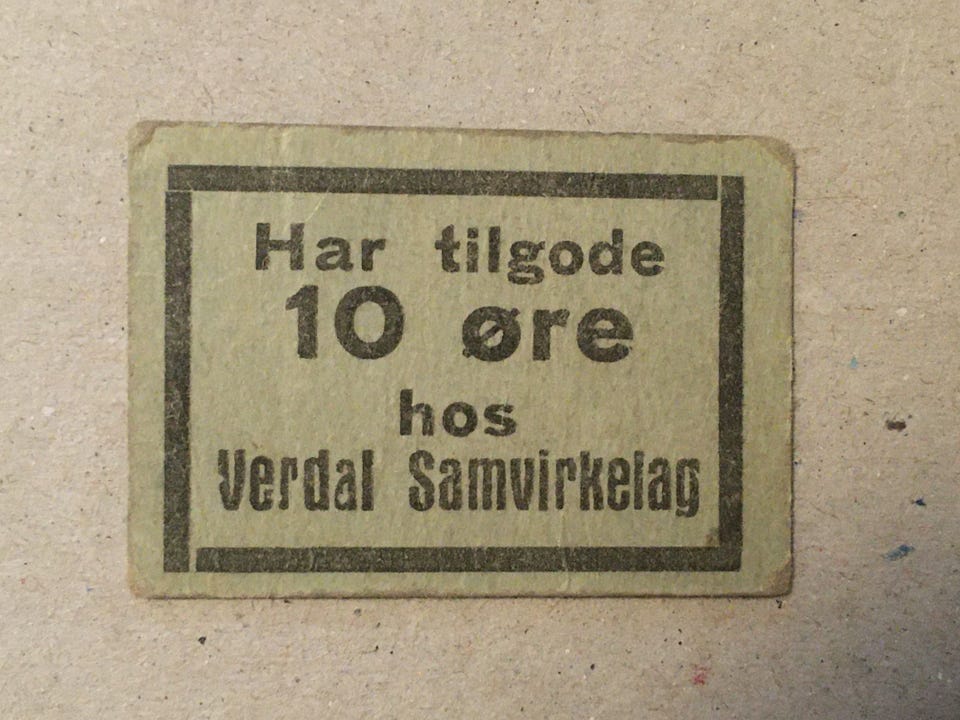 Har tilgode
10 øre
hos
Verdal Samvirkelag